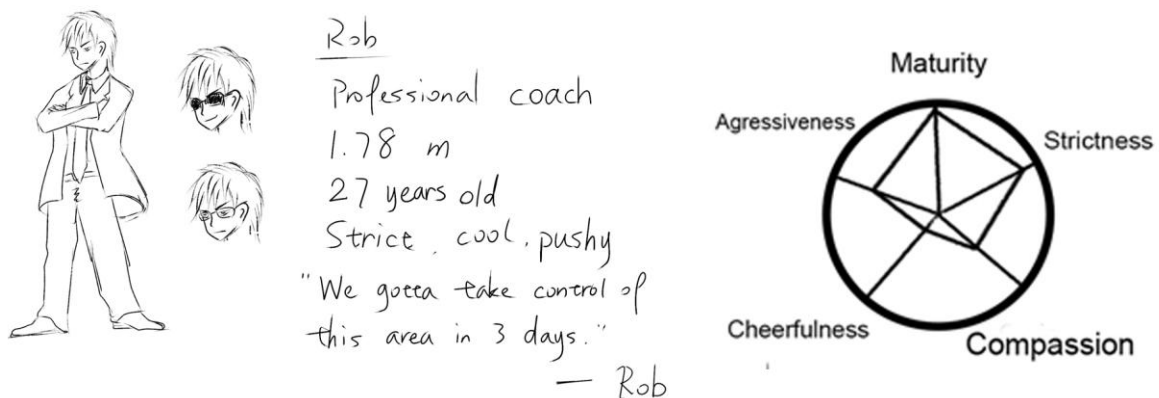 Rob
Professional coach
1.78 m
27 years old
Strict, cool, pushy
"We gotta take control of
this area in 3 days."
— Rob
Maturity
Agressiveness
Strictness
Cheerfulness
Compassion